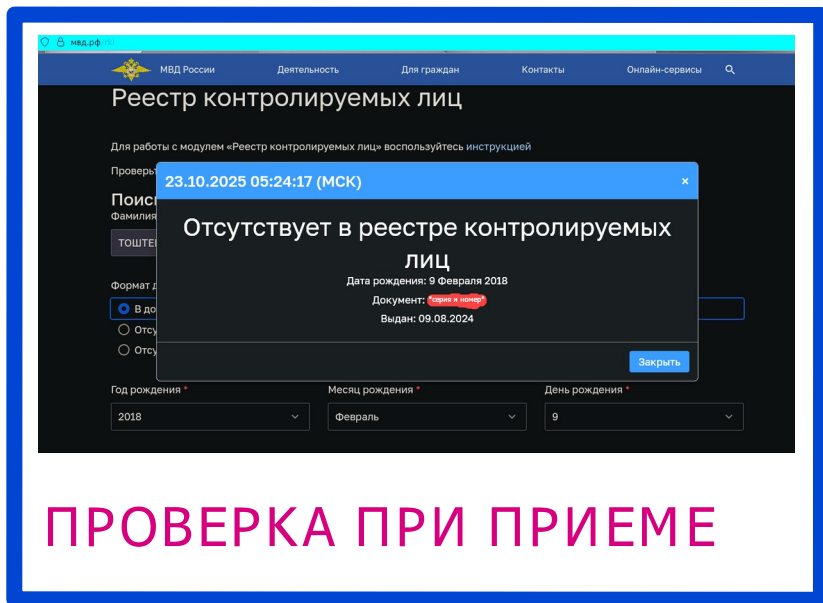 мвд.рф/rkl
МВД России Деятельность Для граждан Контакты Онлайн-сервисы
Реестр контролируемых лиц
Для работы с модулем «Реестр контролируемых лиц» воспользуйтесь инструкцией
23.10.2025 05:24:17 (МСК) ×
Отсутствует в реестре контролируемых
лиц
Дата рождения: 9 Февраля 2018
Документ: *серия и номер*
Выдан: 09.08.2024
Закрыть
Фамилия
Год рождения * Месяц рождения * День рождения *
2018 Февраль 9
ПРОВЕРКА ПРИ ПРИЕМЕ